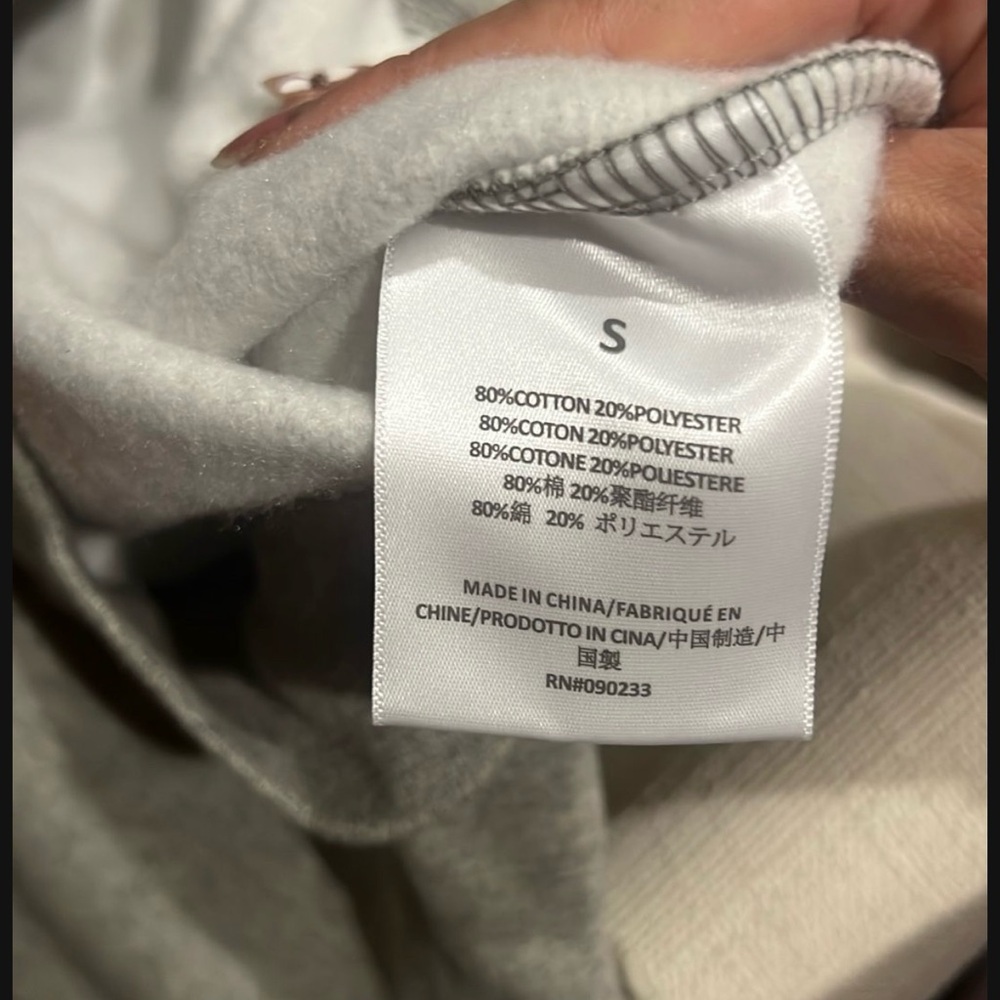 S
80%COTTON 20%POLYESTER
80%COTON 20%POLYESTER
80%COTONE 20%POLIESTERE
80%棉 20%聚酯纤维
80%綿 20% ポリエステル
MADE IN CHINA/FABRIQUÉ EN
CHINE/PRODOTTO IN CINA/中国制造/中
国製
RN#090233